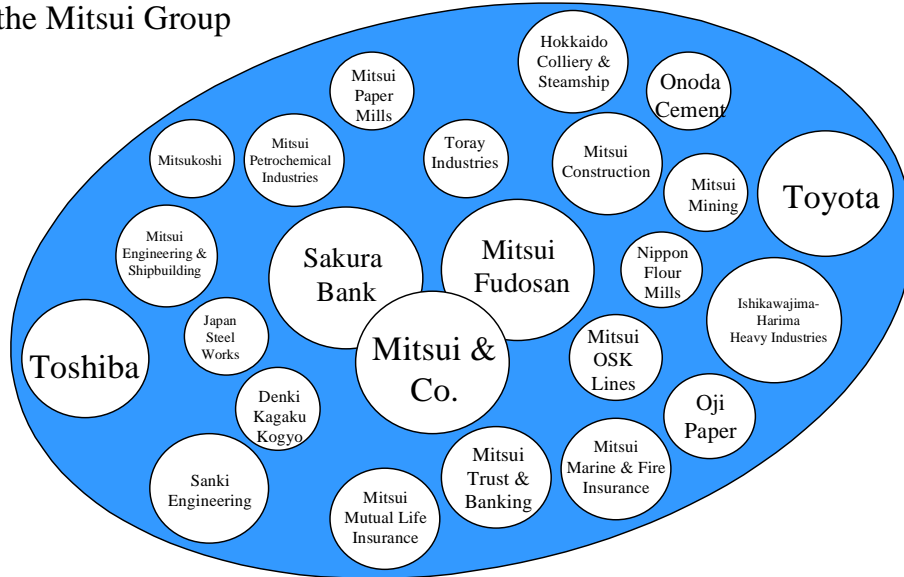 the Mitsui Group
Hokkaido
Colliery &
Steamship
Mitsui
Paper
Mills
Onoda
Cement
Mitsukoshi
Mitsui
Petrochemical
Industries
Toray
Industries
Mitsui
Construction
Mitsui
Mining
Toyota
Mitsui
Engineering &
Shipbuilding
Sakura
Bank
Mitsui
Fudosan
Nippon
Flour
Mills
Ishikawajima-
Harima
Heavy Industries
Toshiba
Japan
Steel
Works
Mitsui &
Co.
Mitsui
OSK
Lines
Denki
Kagaku
Kogyo
Oji
Paper
Sanki
Engineering
Mitsui
Mutual Life
Insurance
Mitsui
Trust &
Banking
Mitsui
Marine & Fire
Insurance